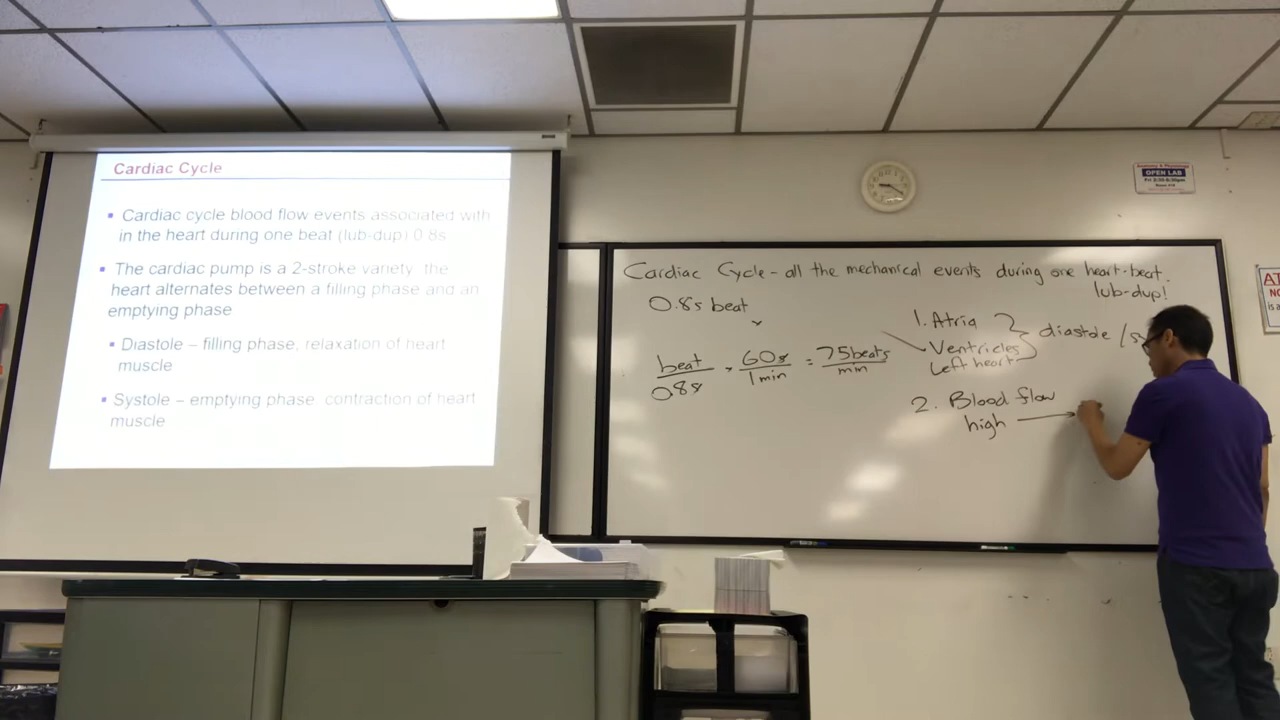 Cardiac Cycle
▪ Cardiac cycle blood flow events associated with
in the heart during one beat (lub-dup) 0.8s
▪ The cardiac pump is a 2-stroke variety the
heart alternates between a filling phase and an
emptying phase
▪ Diastole – filling phase, relaxation of heart
muscle
▪ Systole – emptying phase. contraction of heart
muscle
Cardiac Cycle - all the mechanical events during one heart-beat.
lub-dup!
0.8s beat
beat / 0.8s × 60s / 1 min = 75 beats / min
1. Atria
Ventricles
Left heart
diastole /
2. Blood flow
high →
OPEN LAB